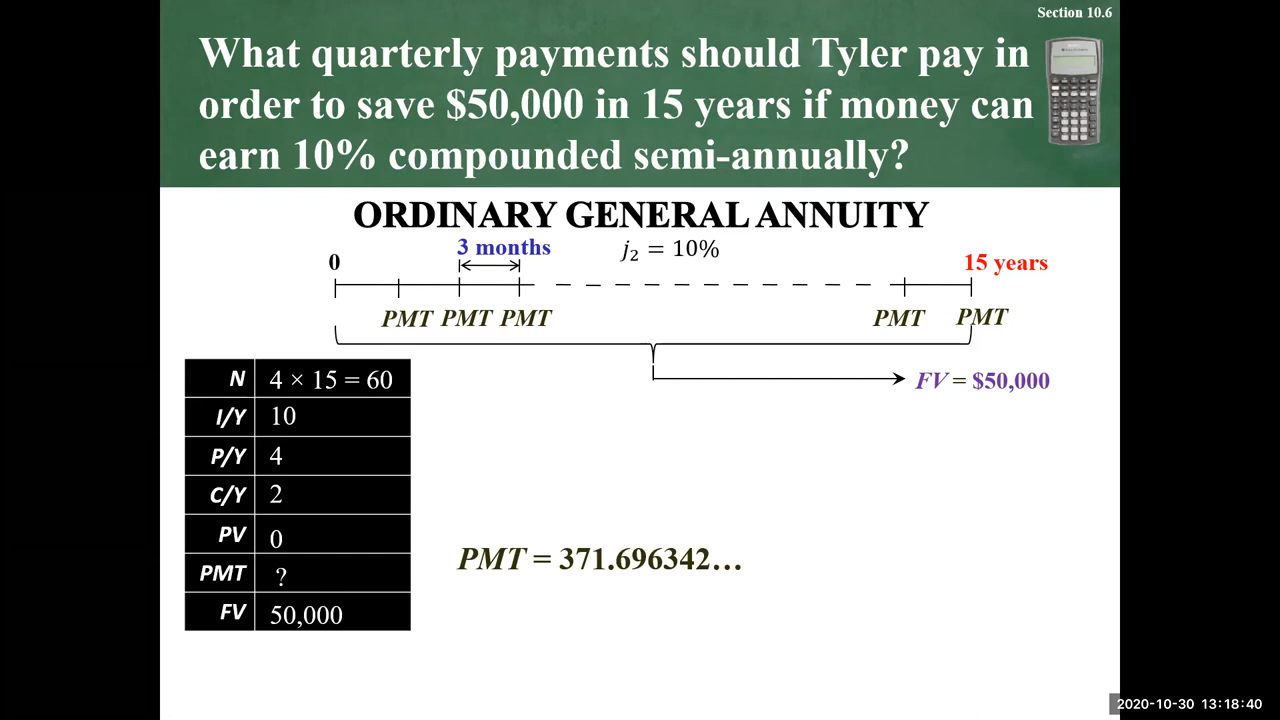 Section 10.6
What quarterly payments should Tyler pay in
order to save $50,000 in 15 years if money can
earn 10% compounded semi-annually?
ORDINARY GENERAL ANNUITY
3 months
j₂ = 10%
0
15 years
PMT PMT PMT PMT PMT
N 4 × 15 = 60
FV = $50,000
I/Y 10
P/Y 4
C/Y 2
PV 0
PMT = 371.696342…
PMT ?
FV 50,000
2020-10-30 13:18:40